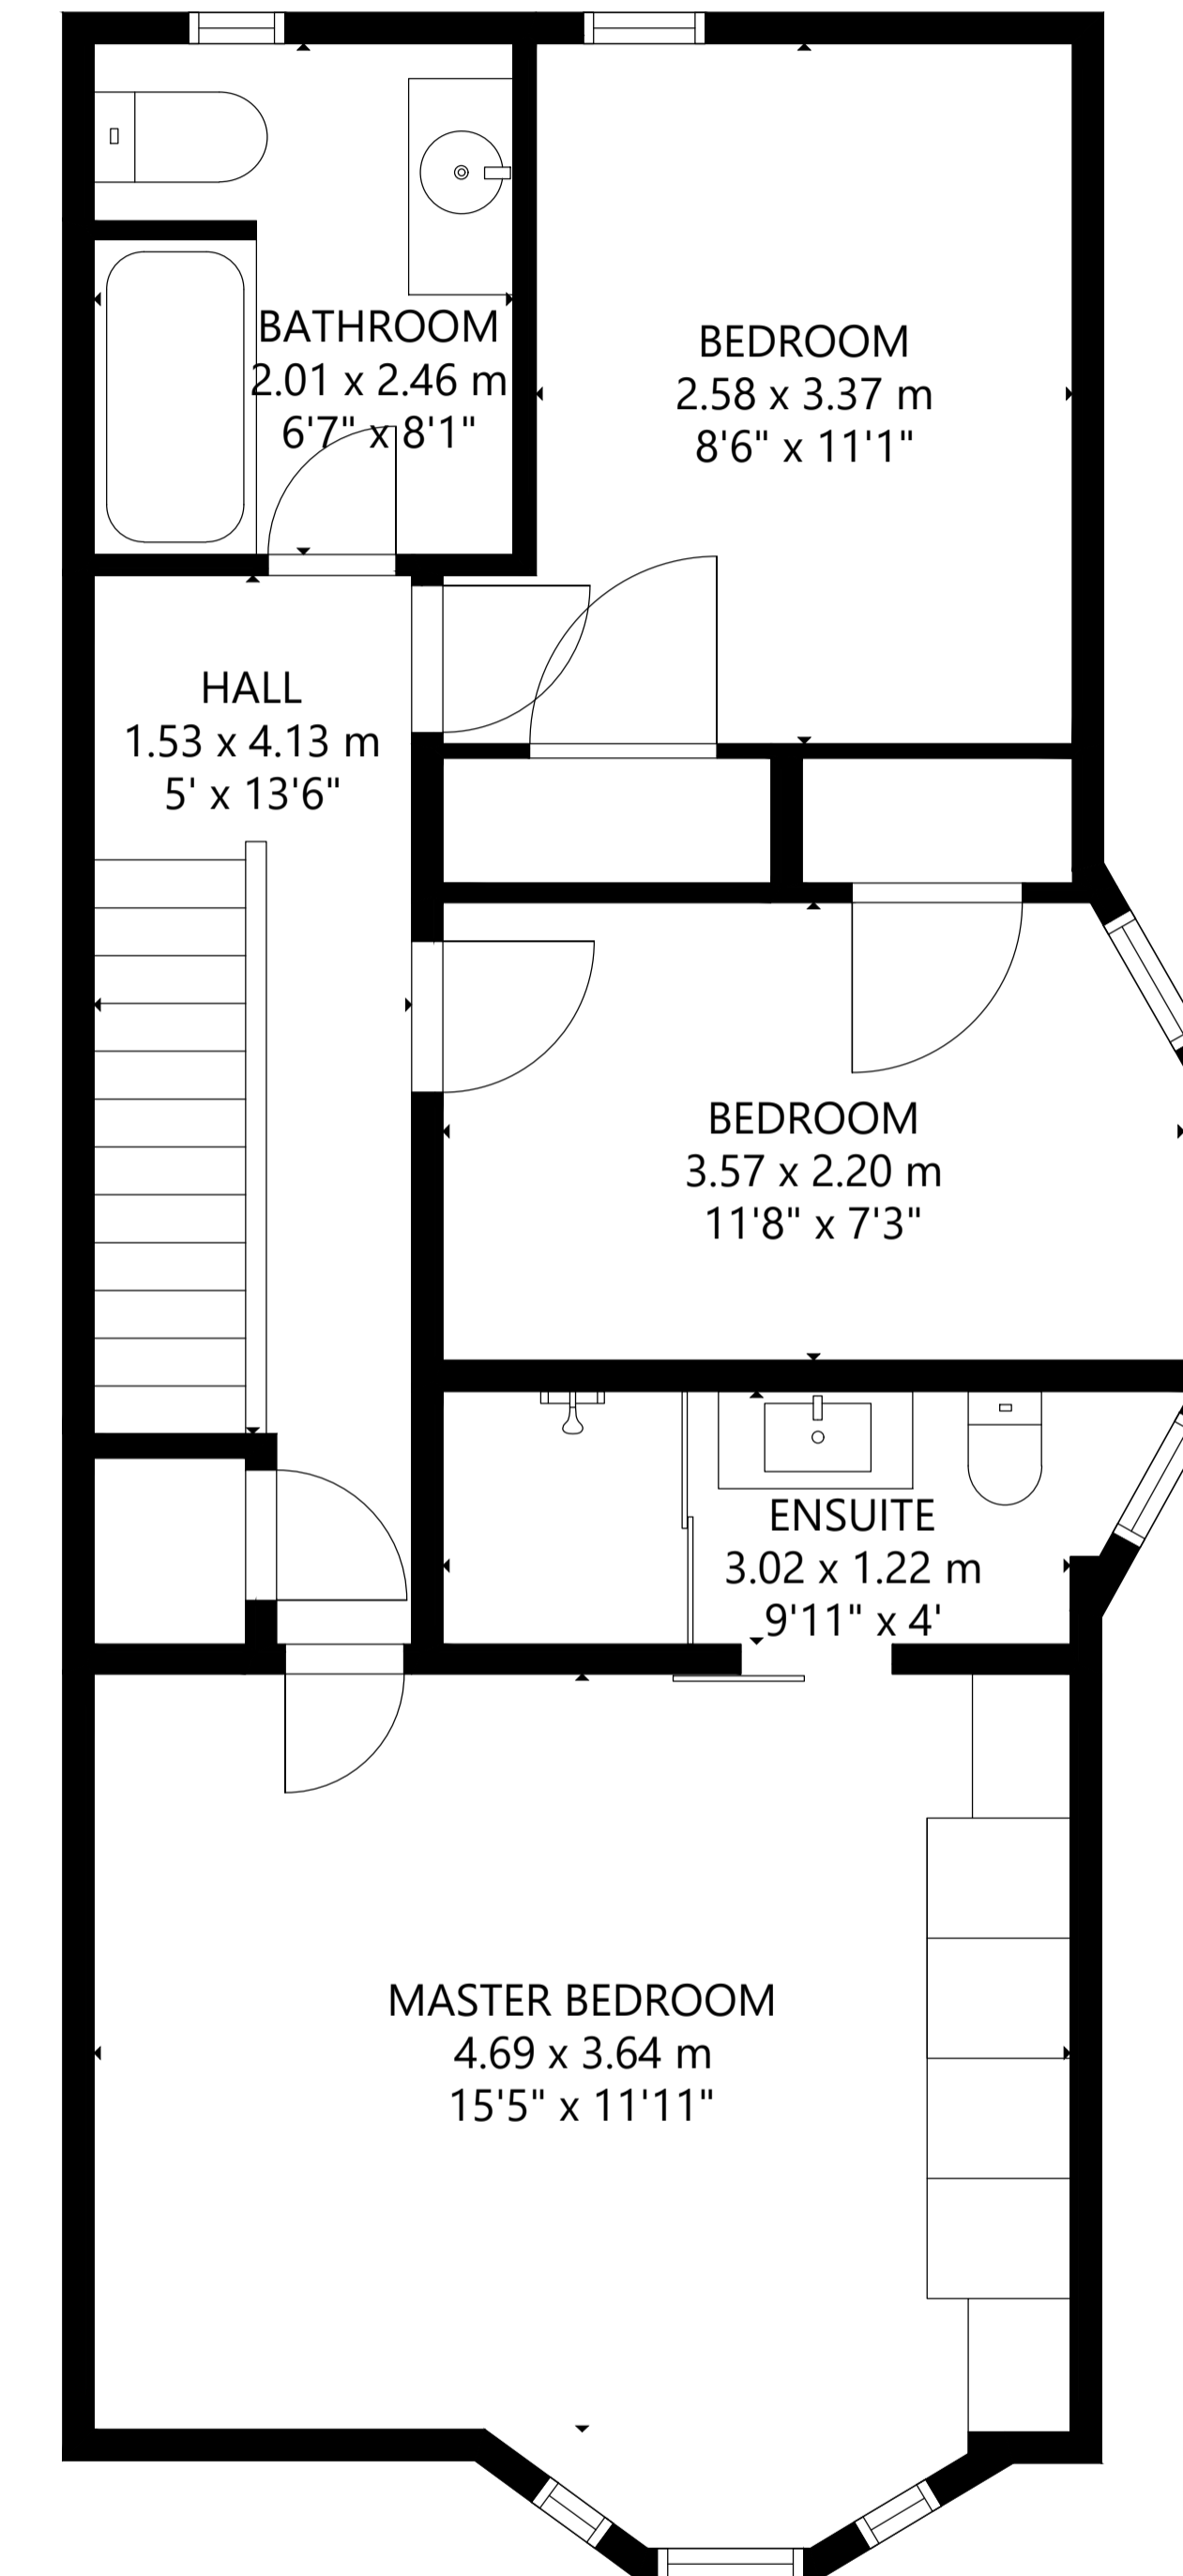 BATHROOM
2.01 x 2.46 m
6'7" x 8'1"
BEDROOM
2.58 x 3.37 m
8'6" x 11'1"
HALL
1.53 x 4.13 m
5' x 13'6"
BEDROOM
3.57 x 2.20 m
11'8" x 7'3"
ENSUITE
3.02 x 1.22 m
9'11" x 4'
MASTER BEDROOM
4.69 x 3.64 m
15'5" x 11'11"